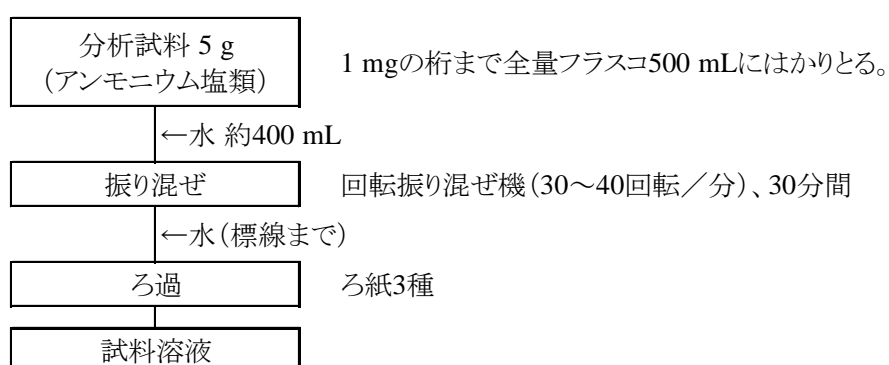 分析試料 5 g
(アンモニウム塩類)
1 mgの桁まで全量フラスコ500 mLにはかりとる。
←水 約400 mL
振り混ぜ
回転振り混ぜ機(30~40回転/分)、30分間
←水(標線まで)
ろ過
ろ紙3種
試料溶液